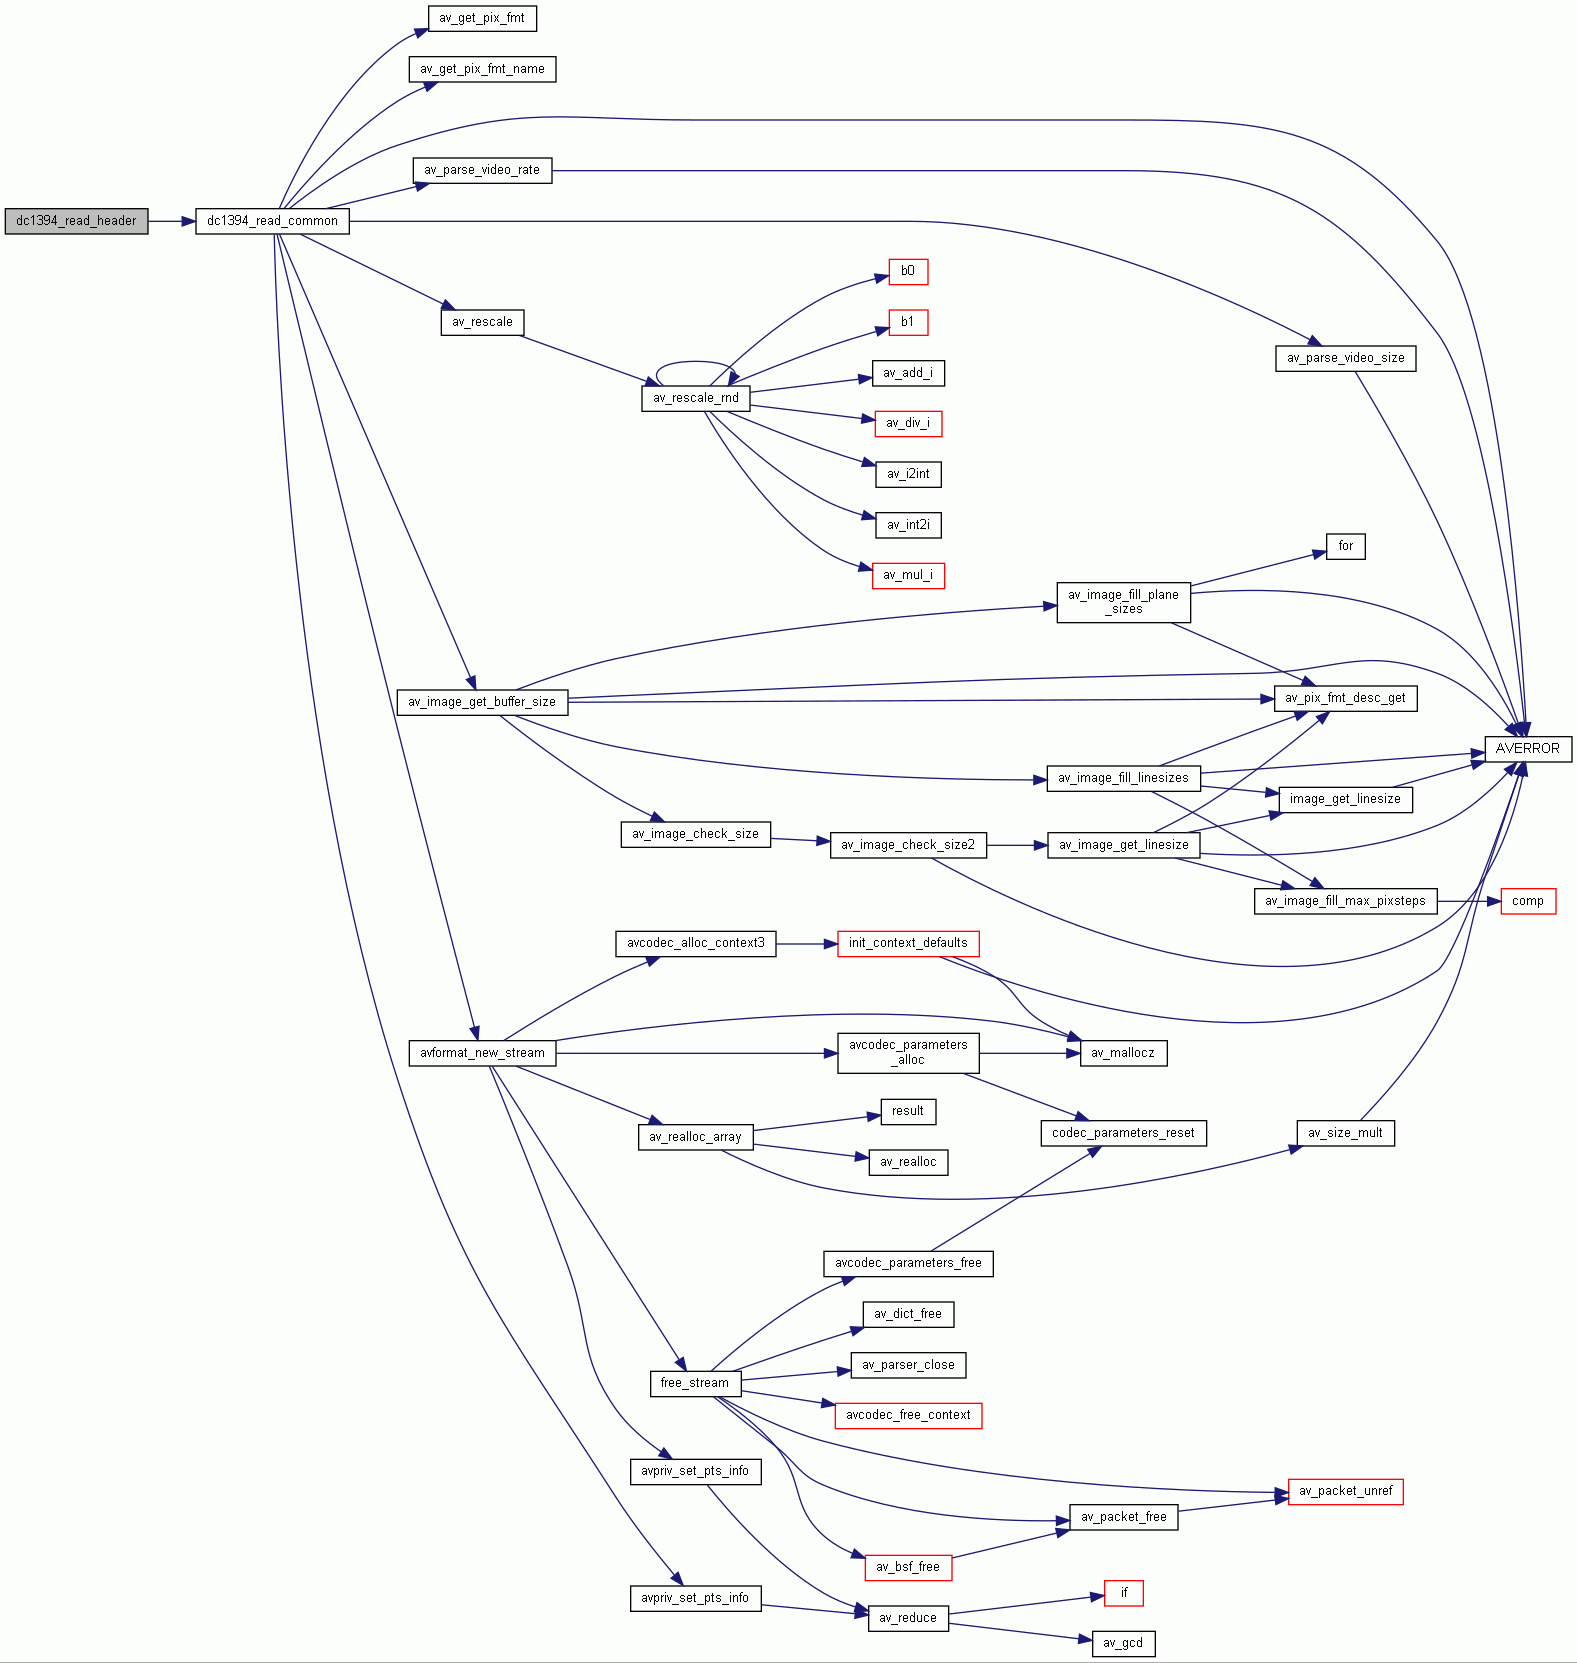 av_get_pix_fmt
av_get_pix_fmt_name
av_parse_video_rate
dc1394_read_header
dc1394_read_common
b0
b1
av_rescale
av_parse_video_size
av_add_i
av_rescale_rnd
av_div_i
av_i2int
av_int2i
for
av_mul_i
av_image_fill_plane
_sizes
av_image_get_buffer_size
av_pix_fmt_desc_get
AVERROR
av_image_fill_linesizes
image_get_linesize
av_image_check_size
av_image_check_size2
av_image_get_linesize
av_image_fill_max_pixsteps
comp
avcodec_alloc_context3
init_context_defaults
avformat_new_stream
avcodec_parameters
_alloc
av_mallocz
result
av_realloc_array
codec_parameters_reset
av_size_mult
av_realloc
avcodec_parameters_free
av_dict_free
av_parser_close
free_stream
avcodec_free_context
avpriv_set_pts_info
av_packet_unref
av_packet_free
av_bsf_free
avpriv_set_pts_info
if
av_reduce
av_gcd